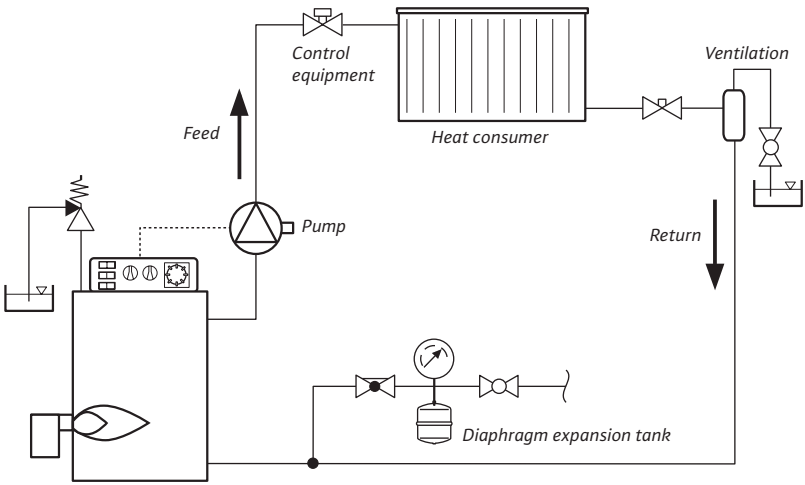 Control
equipment
Ventilation
Heat consumer
Feed
Pump
Return
Diaphragm expansion tank